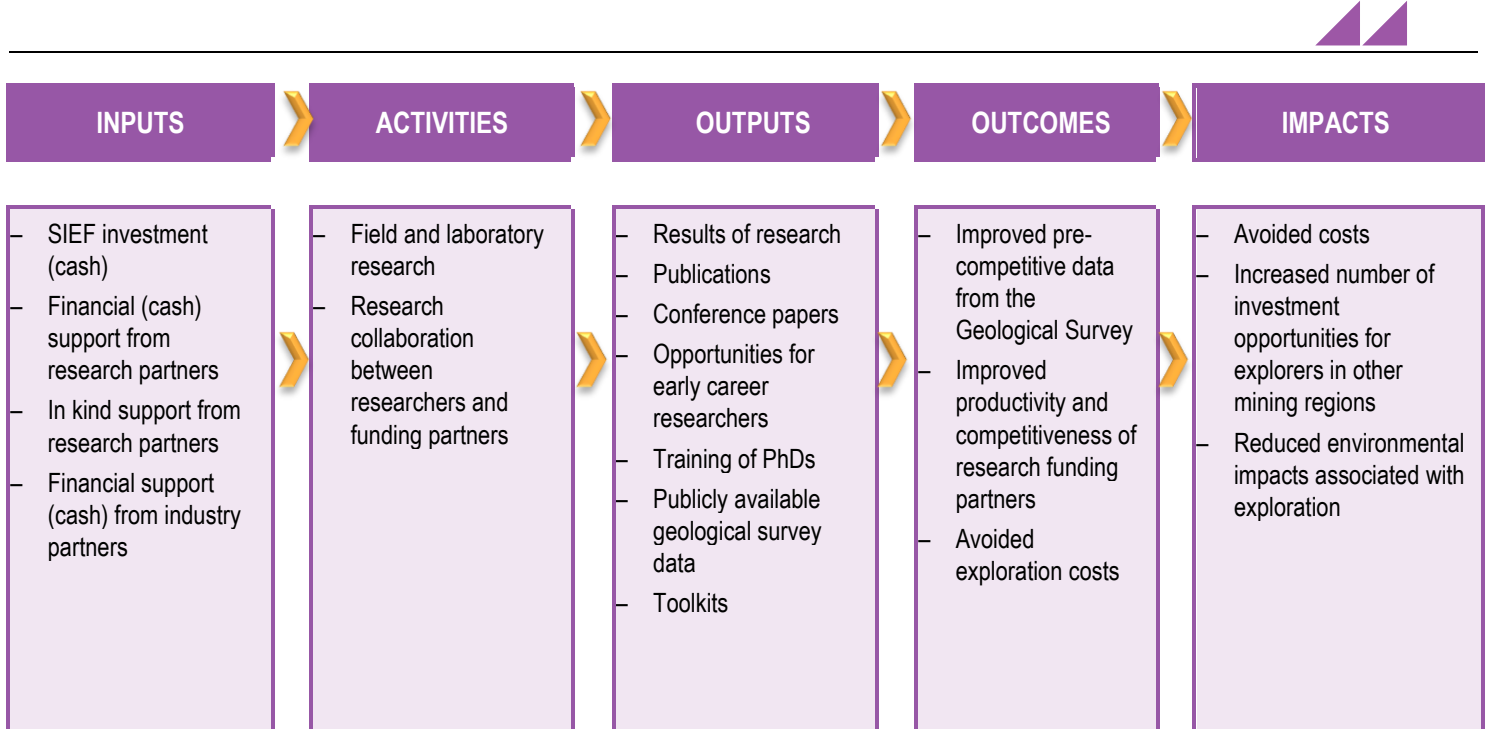 INPUTS
ACTIVITIES
OUTPUTS
OUTCOMES
IMPACTS
– SIEF investment
(cash)
– Financial (cash)
support from
research partners
– In kind support from
research partners
– Financial support
(cash) from industry
partners
– Field and laboratory
research
– Research
collaboration
between
researchers and
funding partners
– Results of research
– Publications
– Conference papers
– Opportunities for
early career
researchers
– Training of PhDs
– Publicly available
geological survey
data
– Toolkits
– Improved pre-
competitive data
from the
Geological Survey
– Improved
productivity and
competitiveness of
research funding
partners
– Avoided
exploration costs
– Avoided costs
– Increased number of
investment
opportunities for
explorers in other
mining regions
– Reduced environmental
impacts associated with
exploration